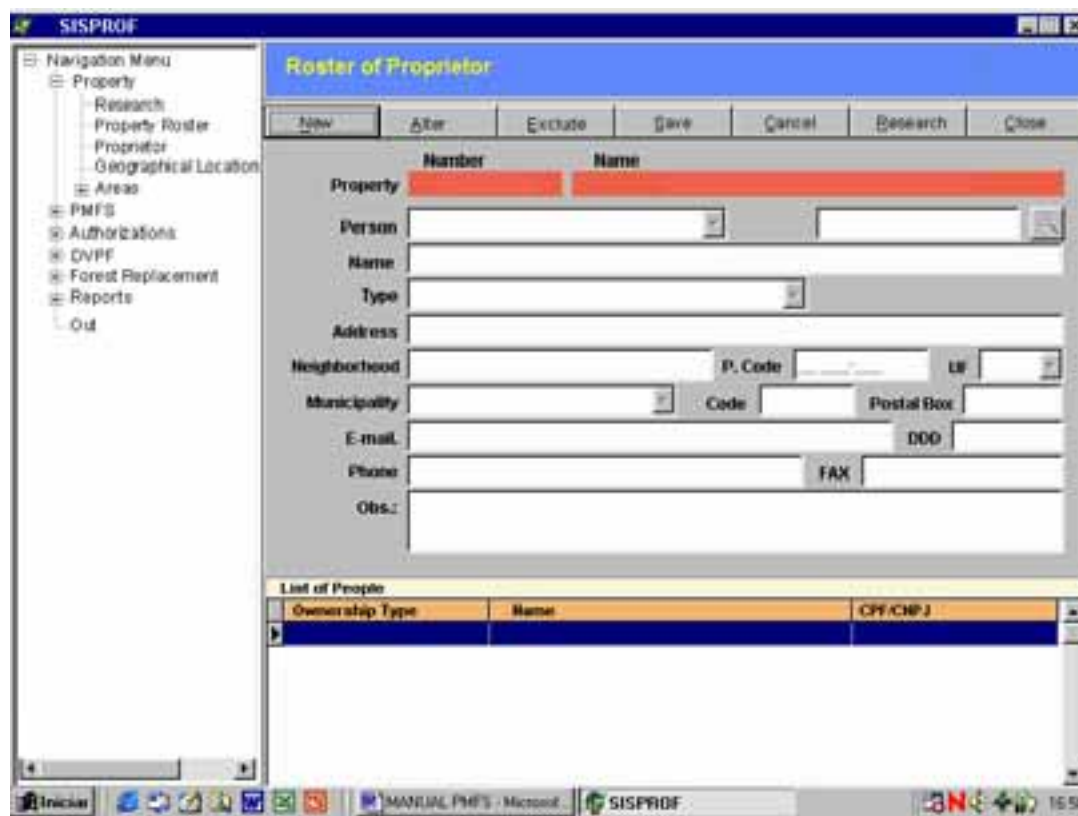 SISPROF
Navigation Menu
Property
Research
Property Roster
Proprietor
Geographical Location
Areas
PMFS
Authorizations
DVPF
Forest Replacement
Reports
Out
Roster of Proprietor
New Alter Exclude Save Cancel Research Close
Number Name
Property
Person
Name
Type
Address
Neighborhood P. Code UF
Municipality Code Postal Box
E-mail. DDD
Phone FAX
Obs.:
List of People
Ownership Type Name CPF/CNPJ
Iniciar MANUAL PMFS - Microsof... SISPROF